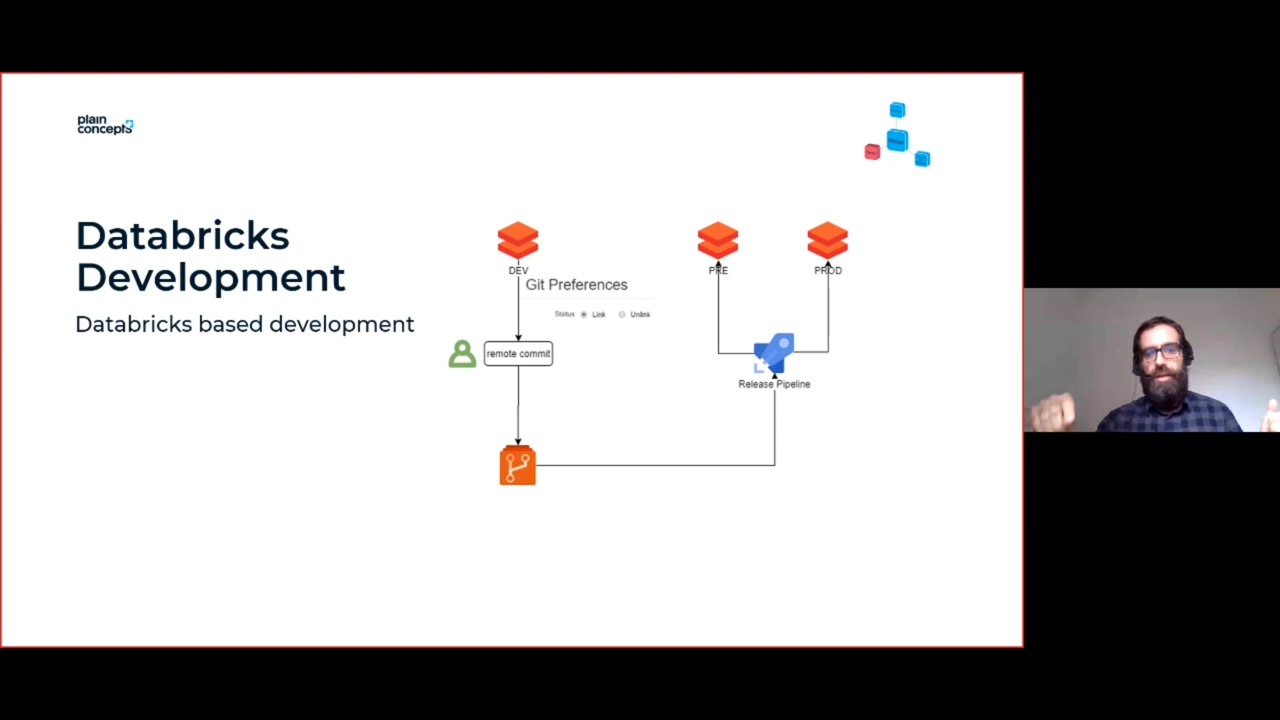 plain
concepts
Databricks
Development
Databricks based development
DEV
PRE
PROD
Git Preferences
Status
Link
Unlink
remote commit
Release Pipeline